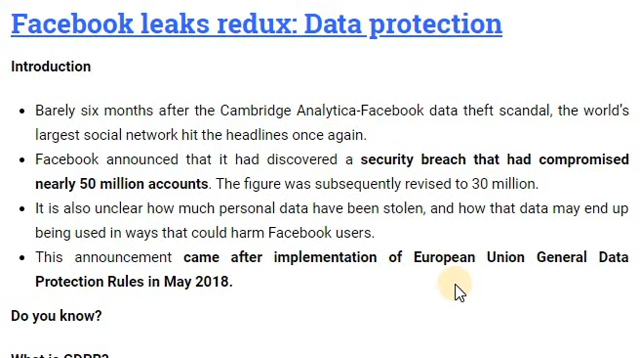 Facebook leaks redux: Data protection
Introduction
Barely six months after the Cambridge Analytica-Facebook data theft scandal, the world's
largest social network hit the headlines once again.
Facebook announced that it had discovered a security breach that had compromised
nearly 50 million accounts. The figure was subsequently revised to 30 million.
It is also unclear how much personal data have been stolen, and how that data may end up
being used in ways that could harm Facebook users.
This announcement came after implementation of European Union General Data
Protection Rules in May 2018.
Do you know?
What is GDPR?